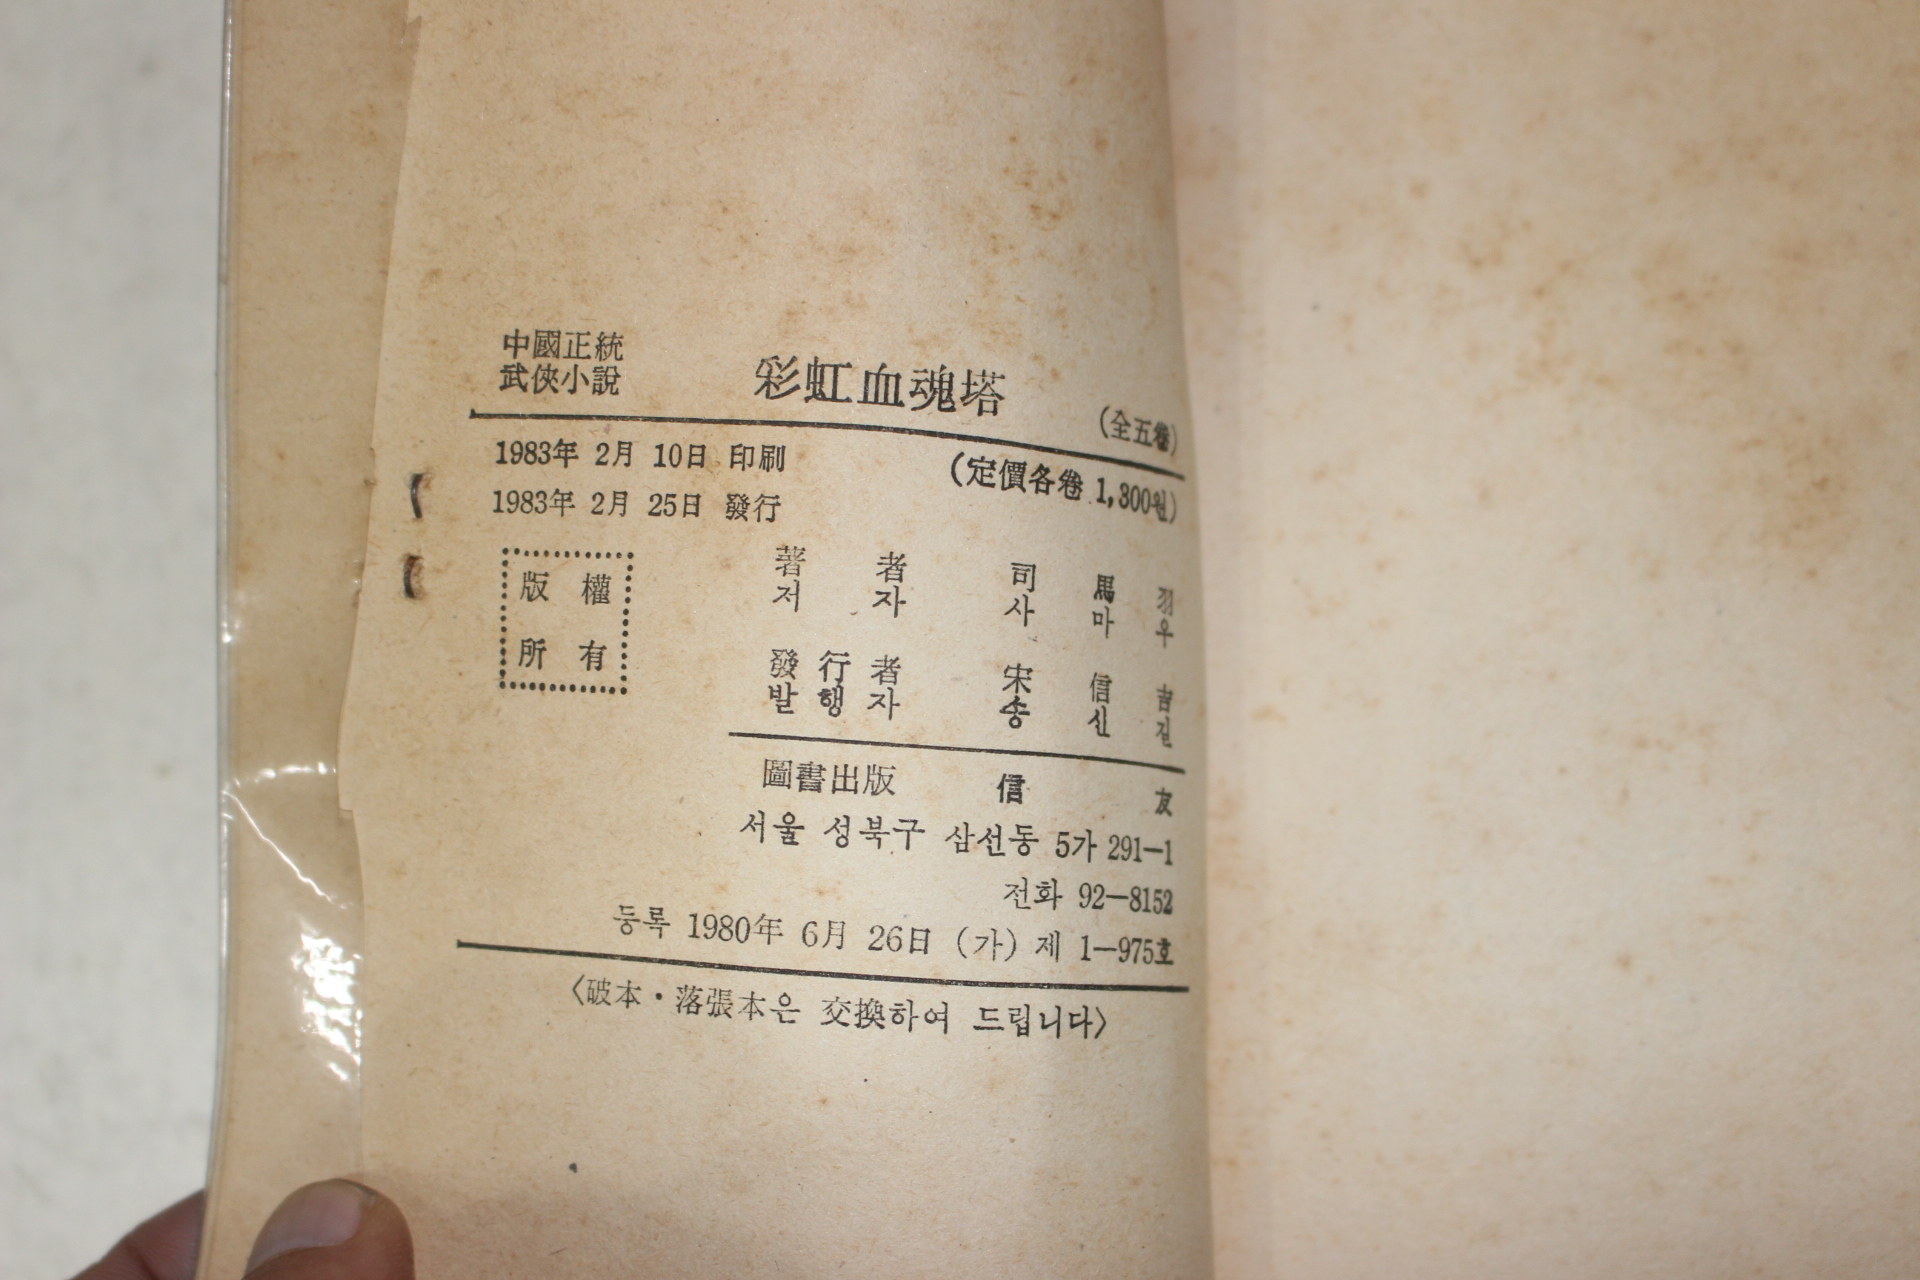 中國正統
武俠小說
彩虹血魂塔
(全五卷)
1983年 2月 10日 印刷
(定價各卷 1,300원)
1983年 2月 25日 發行
版權
所有
著者 司馬羽
저자 사마우
發行者 宋信吉
발행자 송신길
圖書出版 信友
서울 성북구 삼선동 5가 291—1
전화 92—8152
등록 1980年 6月 26日 (가) 제 1—975호
〈破本·落張本은 交換하여 드립니다〉